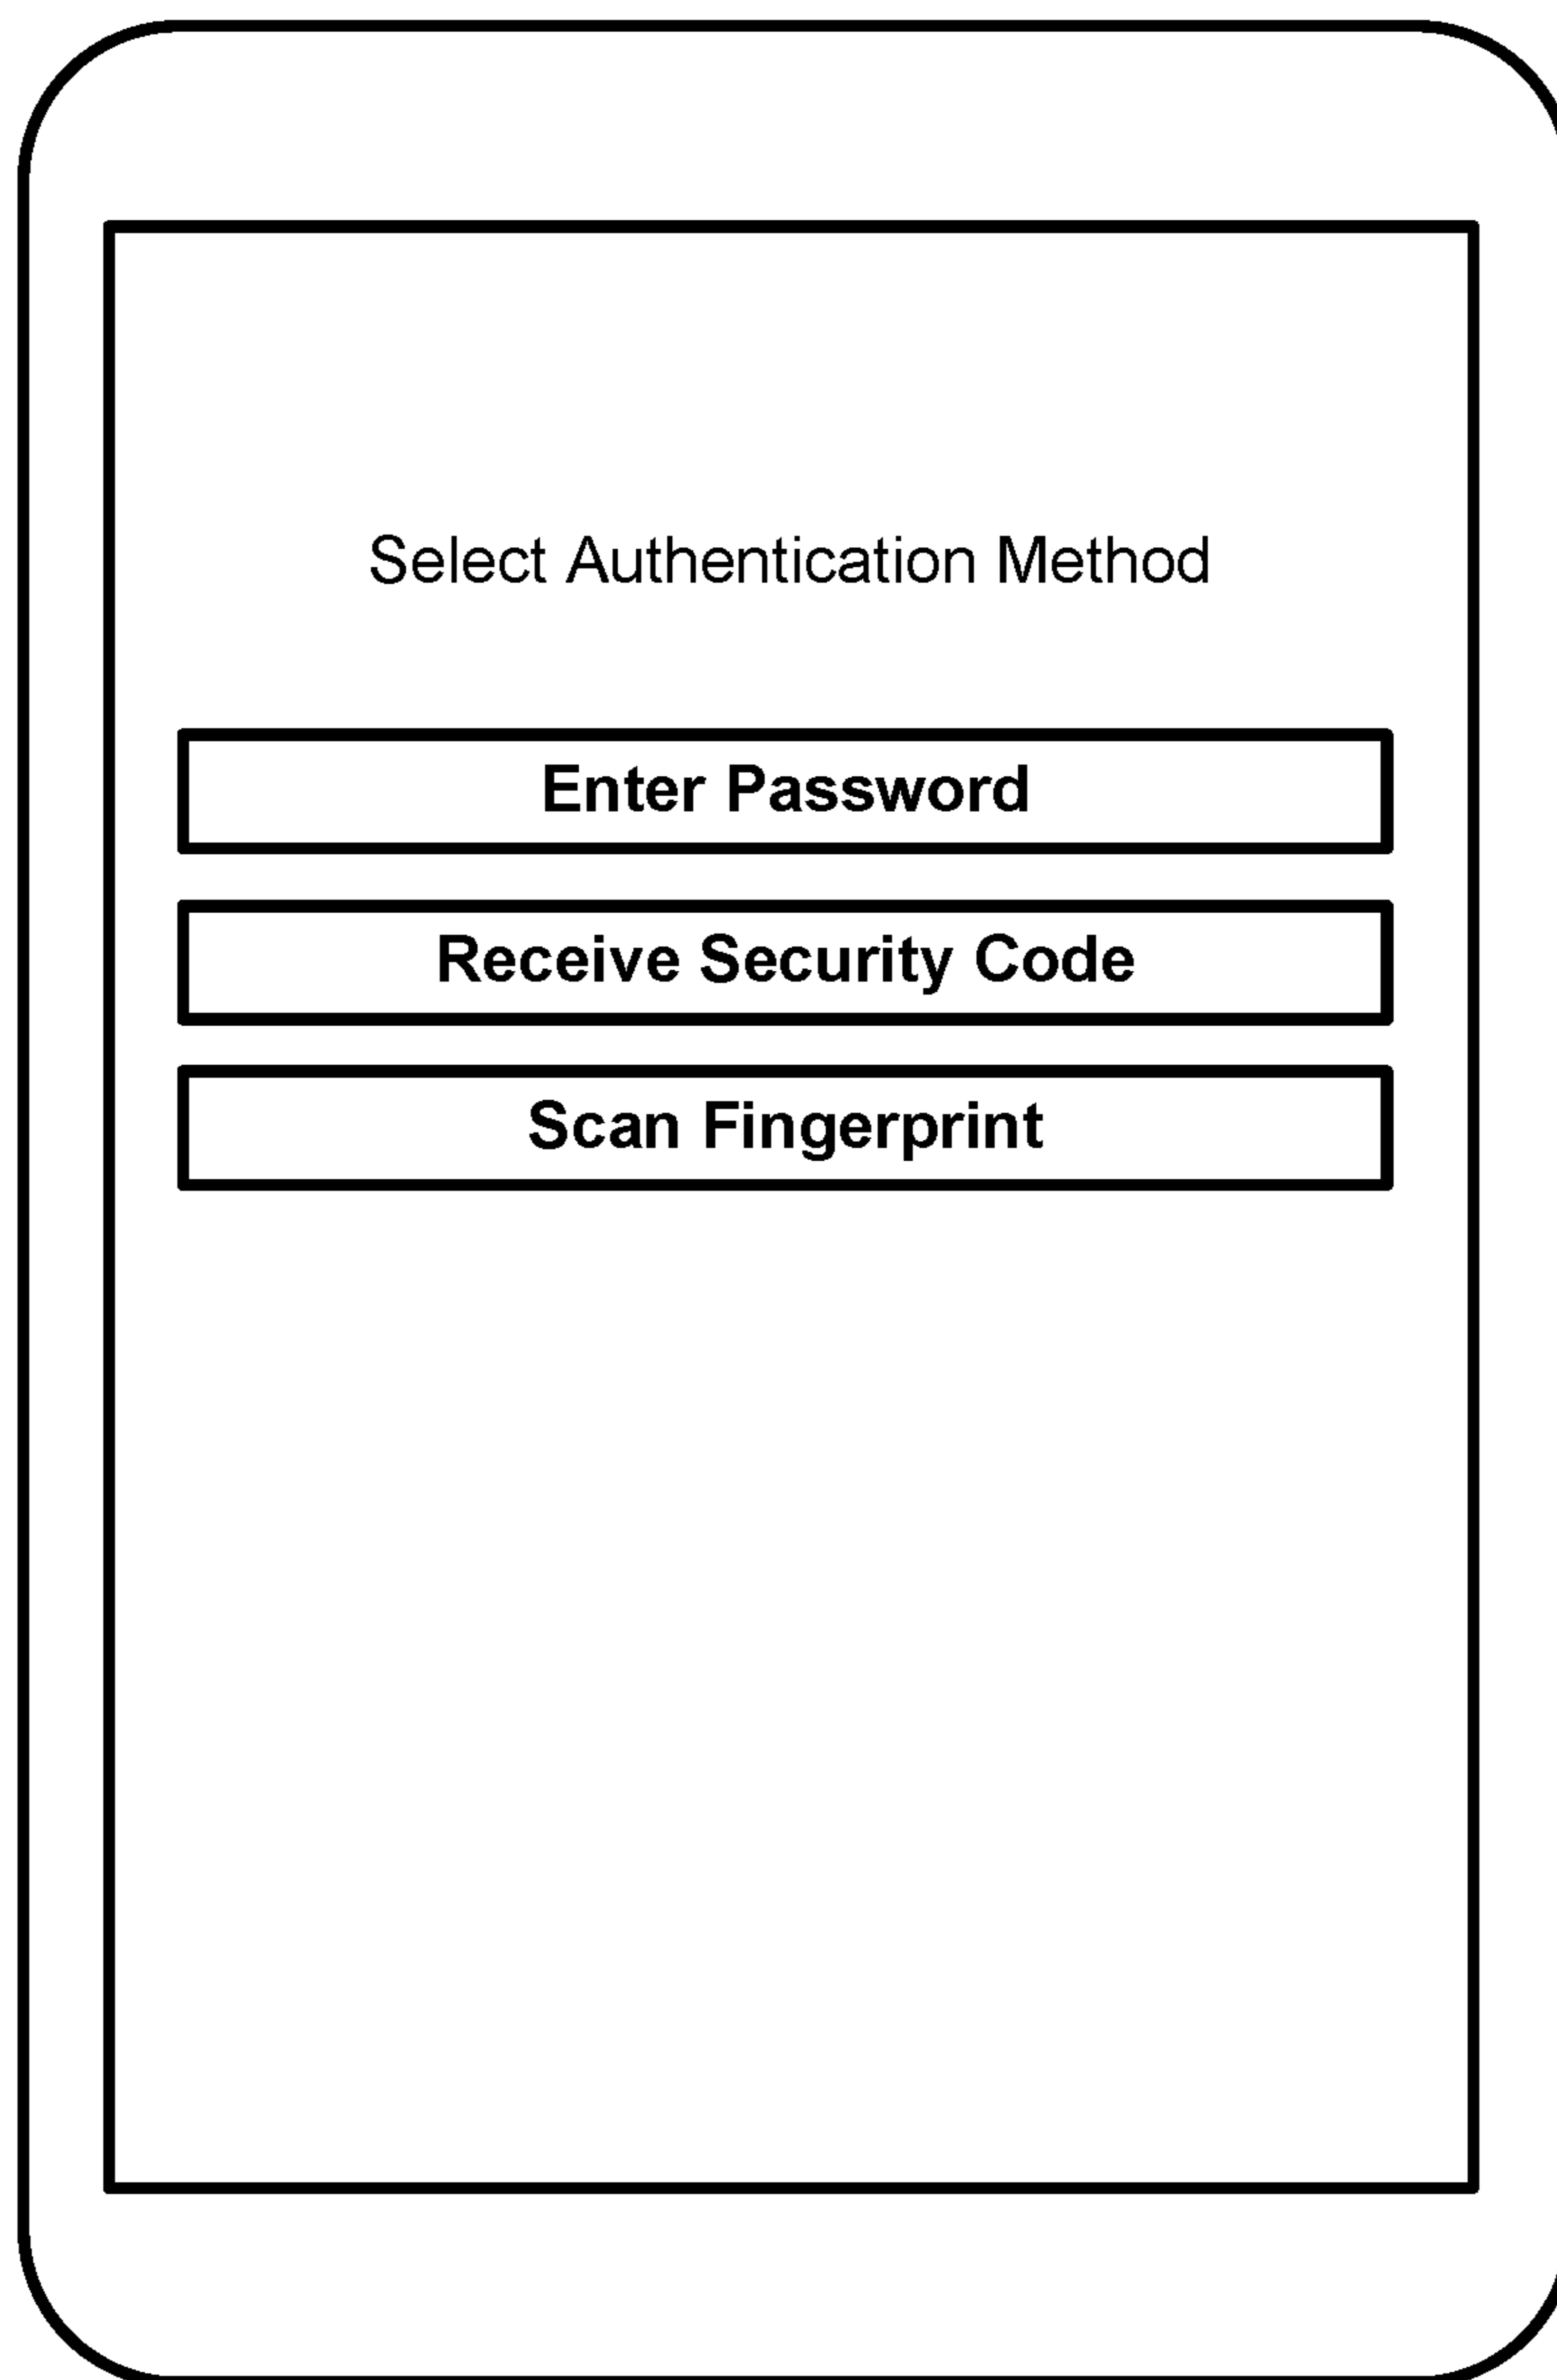 Select Authentication Method
Enter Password
Receive Security Code
Scan Fingerprint